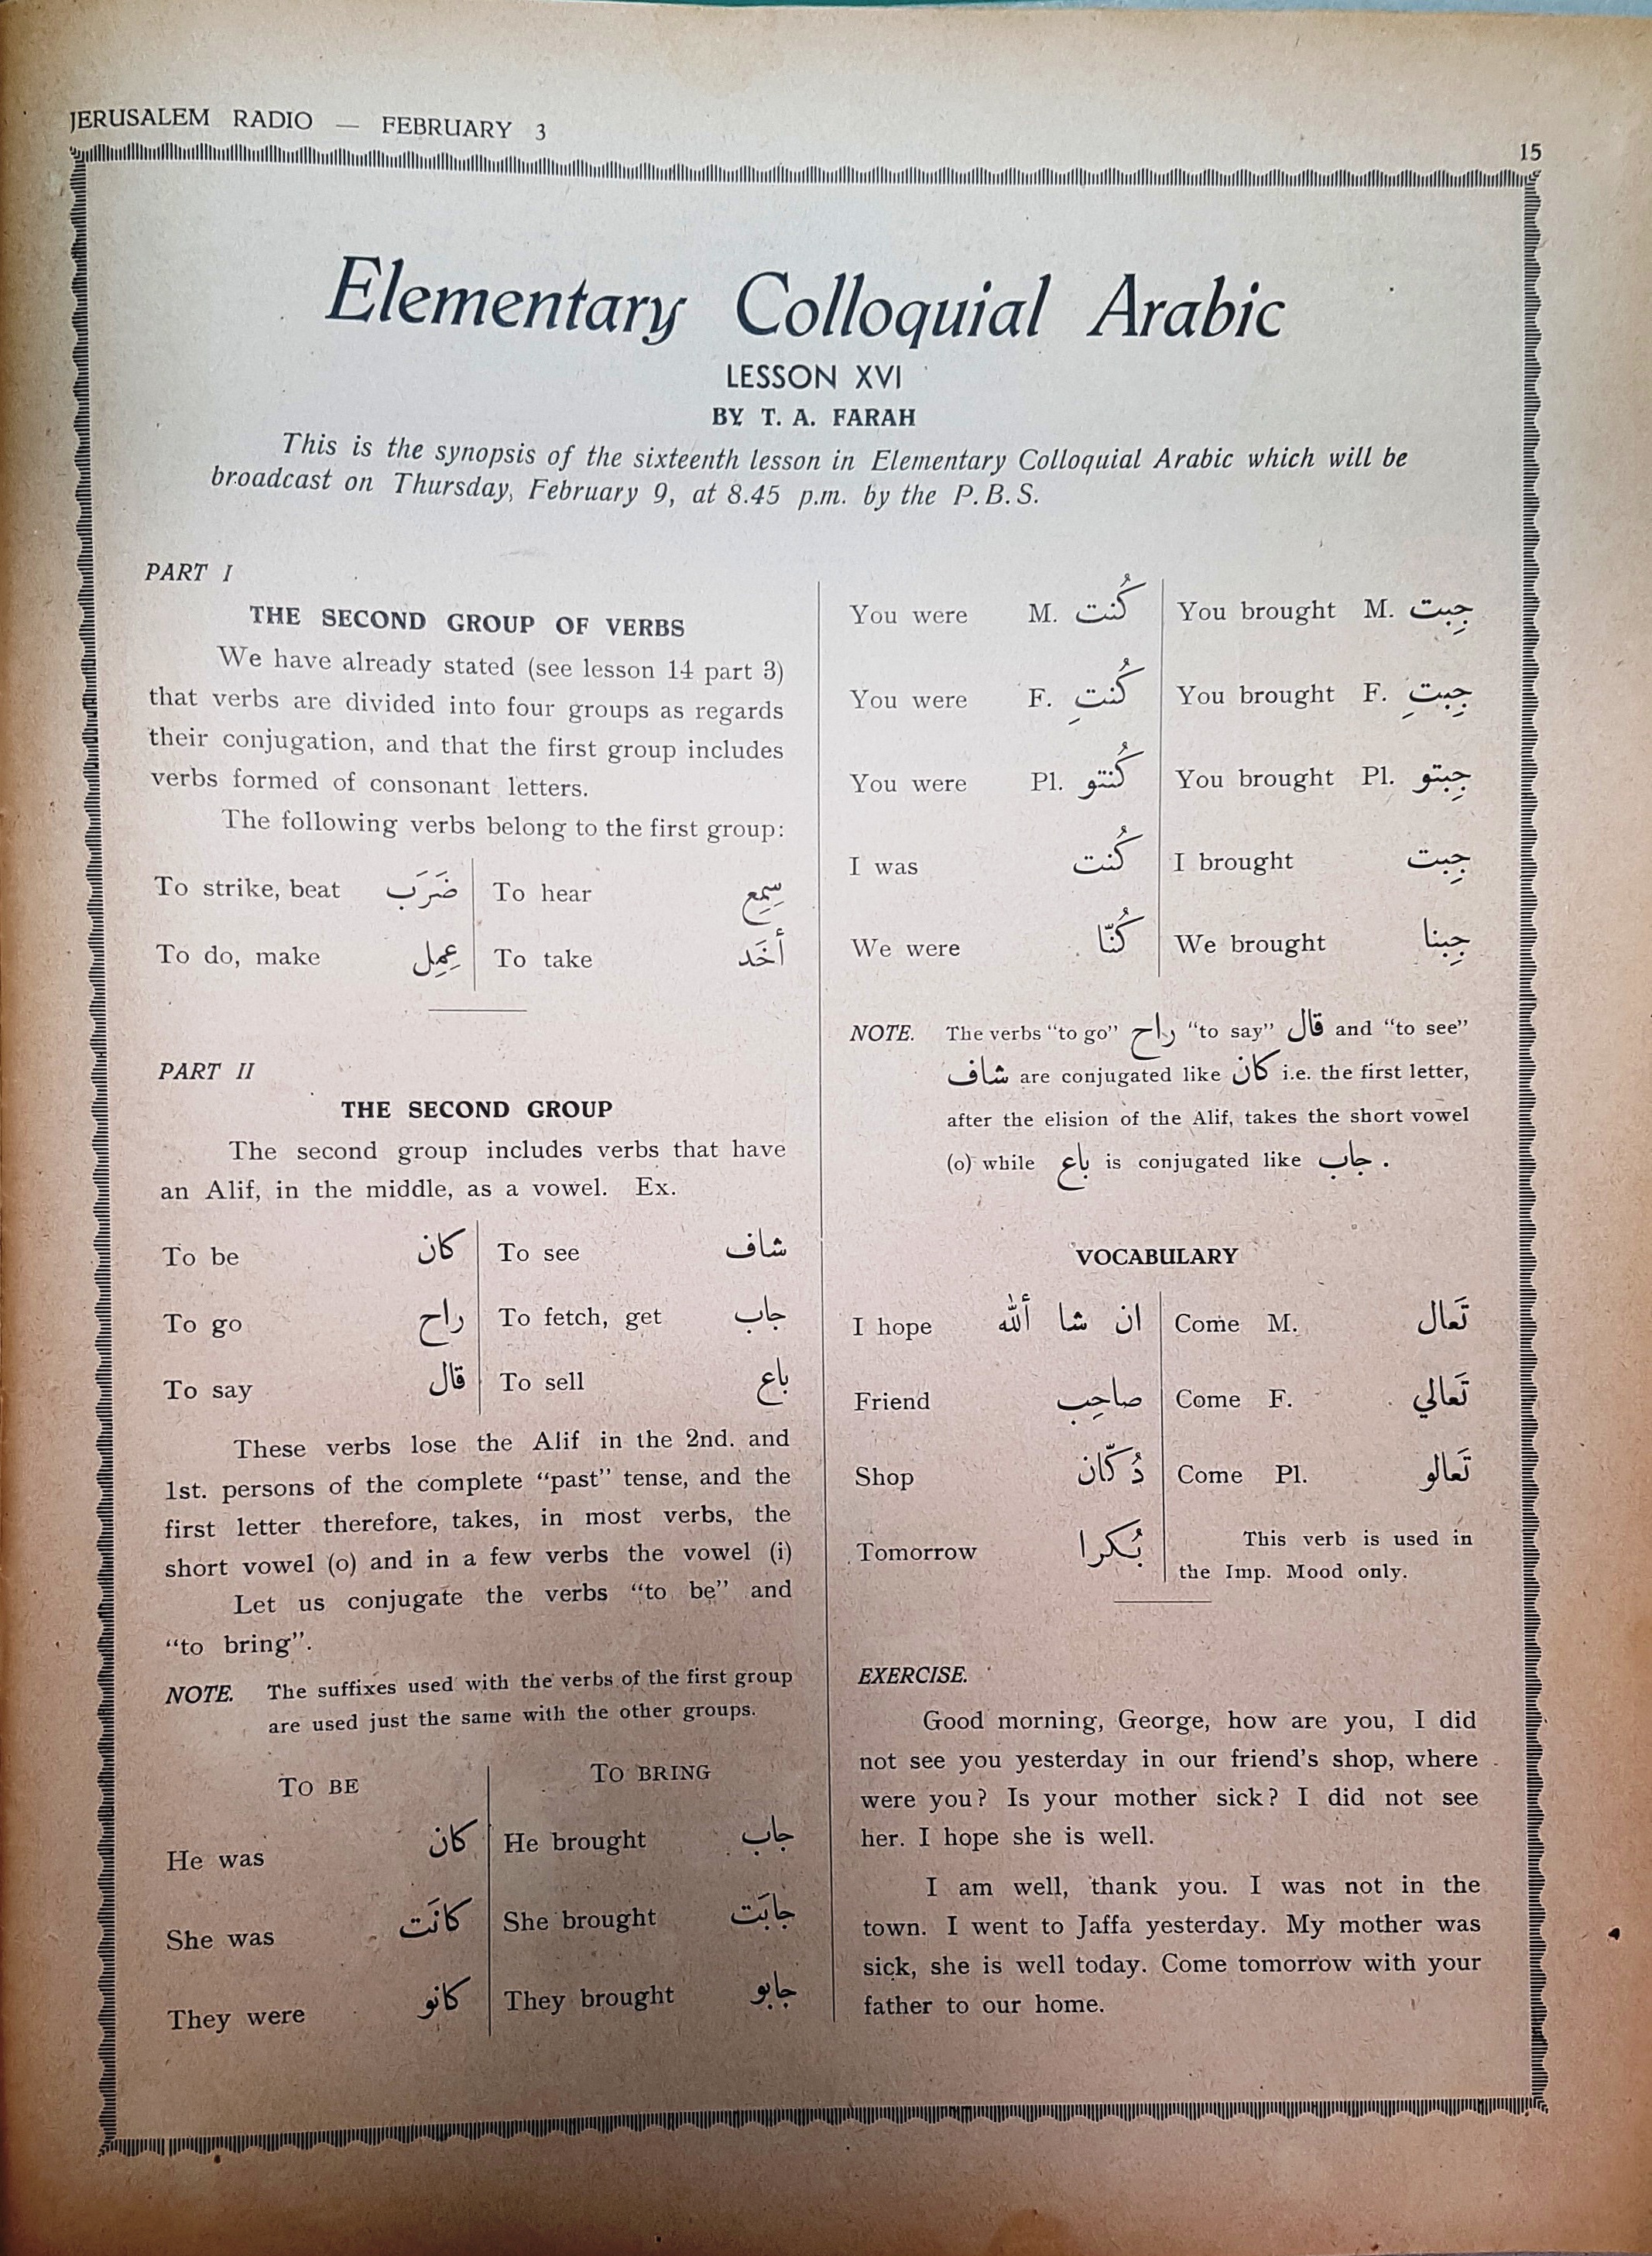 JERUSALEM RADIO — FEBRUARY 3
15
Elementary Colloquial Arabic
LESSON XVI
BY T. A. FARAH
This is the synopsis of the sixteenth lesson in Elementary Colloquial Arabic which will be
broadcast on Thursday, February 9, at 8.45 p.m. by the P.B.S.
PART I
THE SECOND GROUP OF VERBS
We have already stated (see lesson 14 part 3)
that verbs are divided into four groups as regards
their conjugation, and that the first group includes
verbs formed of consonant letters.
The following verbs belong to the first group:
To strike, beat ضَرَب To hear سِمِع
To do, make عِمِل To take أخَد
PART II
THE SECOND GROUP
The second group includes verbs that have
an Alif, in the middle, as a vowel. Ex.
To be كان To see شاف
To go راح To fetch, get جاب
To say قال To sell باع
These verbs lose the Alif in the 2nd. and
1st. persons of the complete “past” tense, and the
first letter therefore, takes, in most verbs, the
short vowel (o) and in a few verbs the vowel (i)
Let us conjugate the verbs “to be” and
“to bring”.
NOTE. The suffixes used with the verbs of the first group
are used just the same with the other groups.
TO BE TO BRING
He was كان He brought جاب
She was كانَت She brought جابَت
They were كانو They brought جابو
You were M. كُنت You brought M. جِبت
You were F. كُنتِ You brought F. جِبتِ
You were Pl. كُنتو You brought Pl. جِبتو
I was كُنت I brought جِبت
We were كُنّا We brought جِبنا
NOTE. The verbs “to go” راح “to say” قال and “to see”
شاف are conjugated like كان i.e. the first letter,
after the elision of the Alif, takes the short vowel
(o) while باع is conjugated like جاب .
VOCABULARY
I hope ان شا ألله Come M. تَعال
Friend صاحِب Come F. تَعالي
Shop دُكّان Come Pl. تَعالو
Tomorrow بُكرا This verb is used in
the Imp. Mood only.
EXERCISE.
Good morning, George, how are you, I did
not see you yesterday in our friend's shop, where
were you? Is your mother sick? I did not see
her. I hope she is well.
I am well, thank you. I was not in the
town. I went to Jaffa yesterday. My mother was
sick, she is well today. Come tomorrow with your
father to our home.